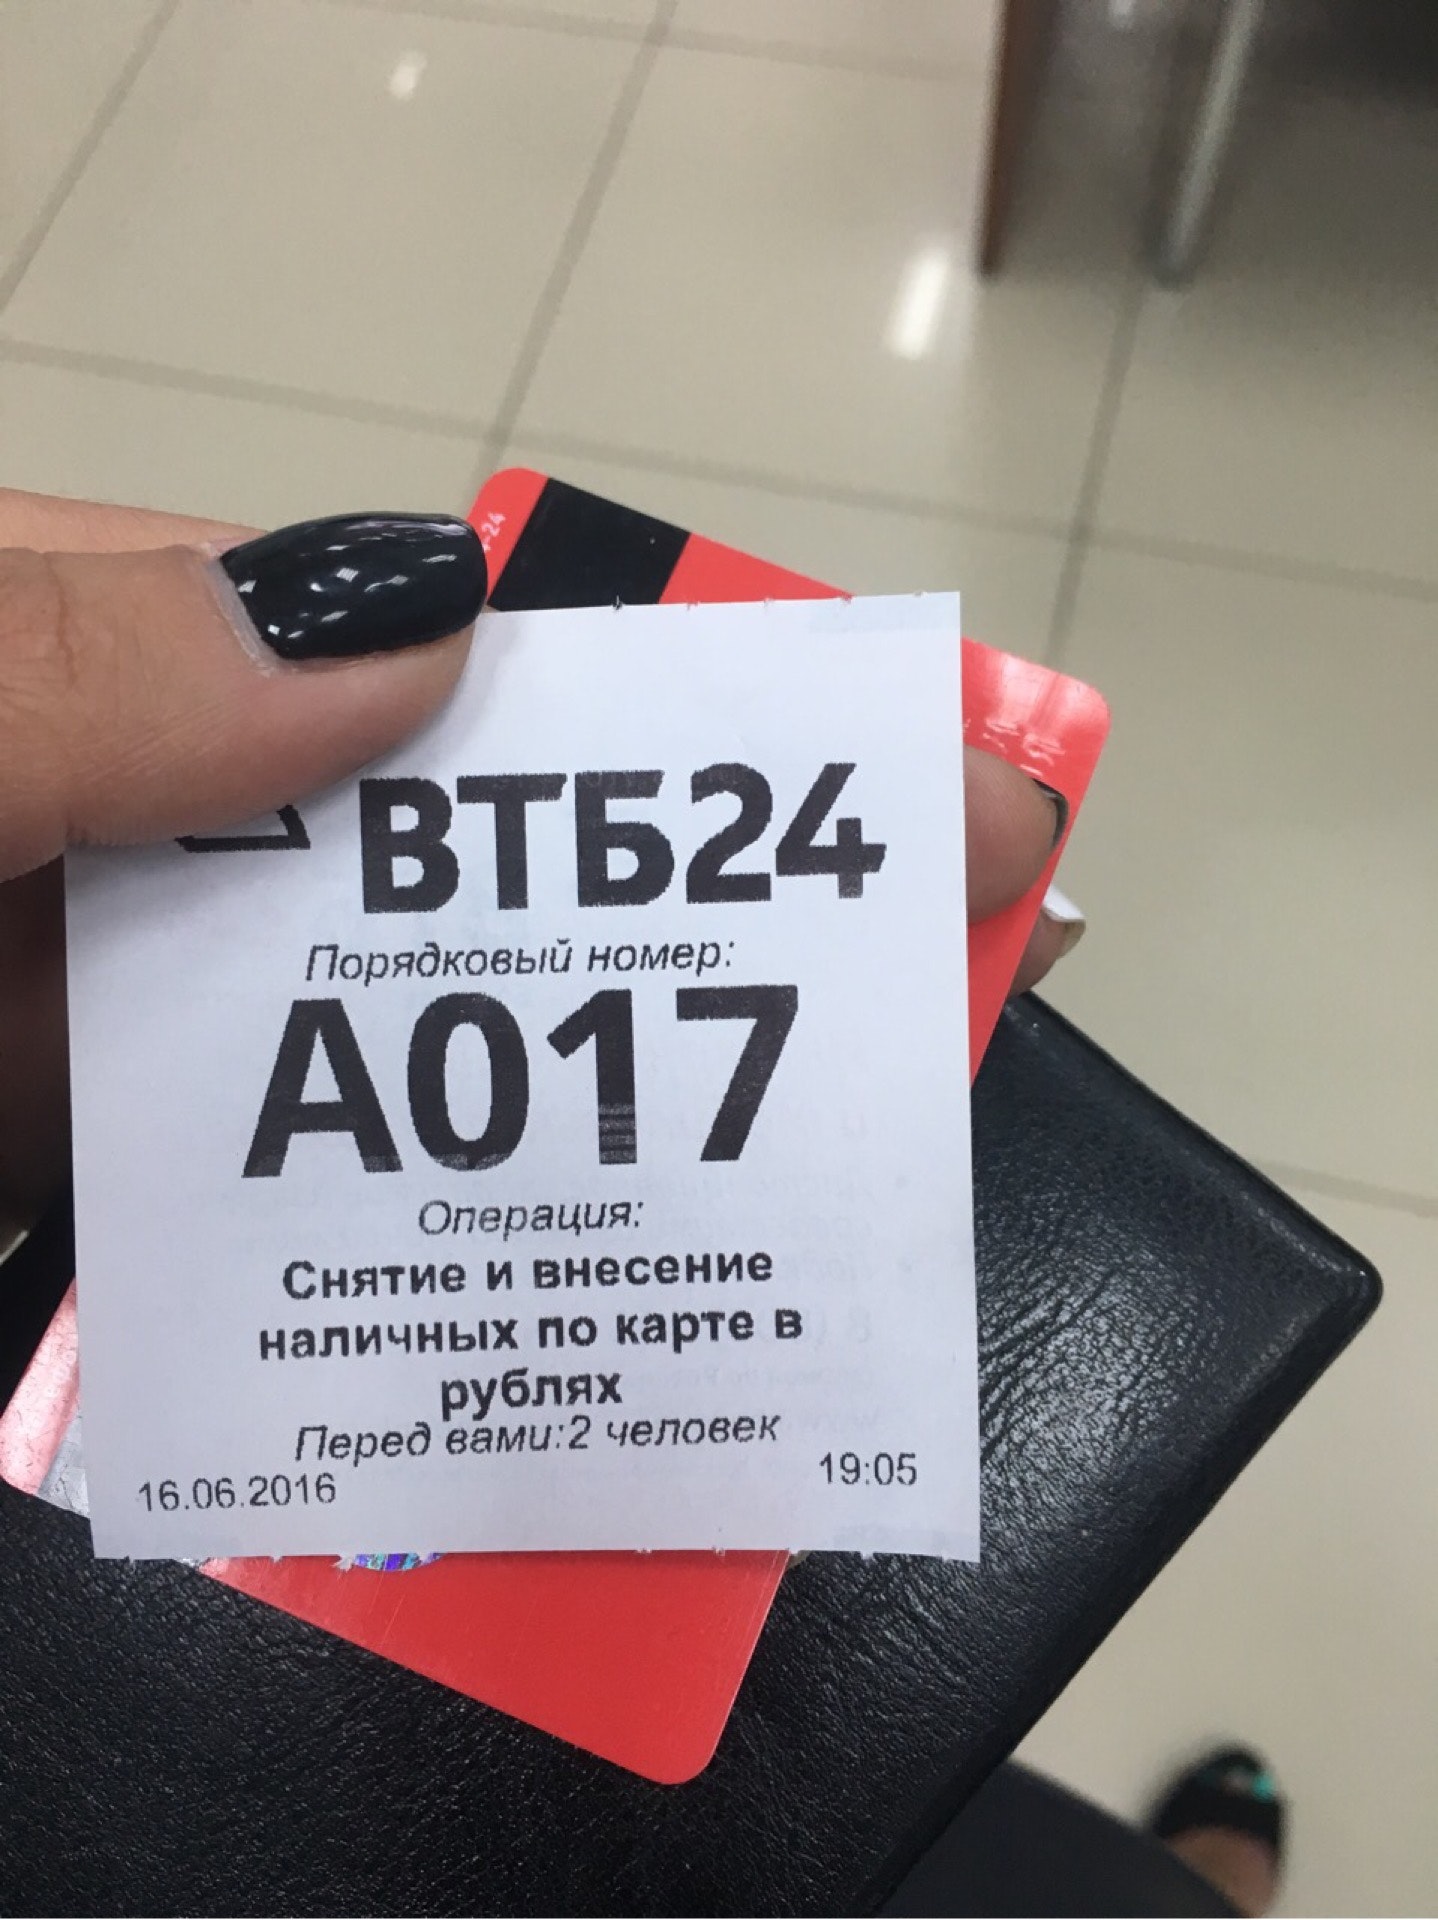 ВТБ24
Порядковый номер:
А017
Операция:
Снятие и внесение
наличных по карте в
рублях
Перед вами:2 человек
16.06.2016
19:05